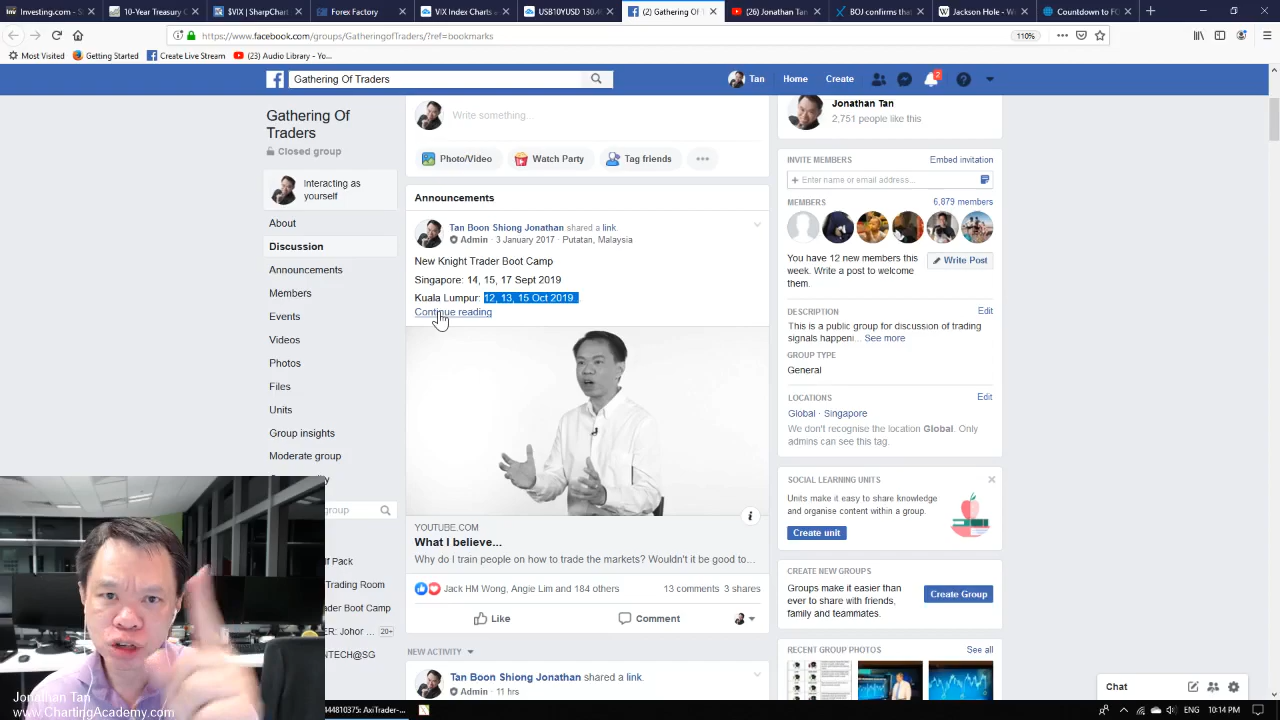 Investing.com - S
10-Year Treasury C
$VIX | SharpChart
Forex Factory
VIX Index Charts a
USB10YUSD 130.4
(2) Gathering Of T
(26) Jonathan Tan
BOJ confirms that
Jackson Hole - W
Countdown to FO
https://www.facebook.com/groups/GatheringofTraders/?ref=bookmarks
110%
Most Visited
Getting Started
Create Live Stream
(23) Audio Library - Yo...
Gathering Of Traders
Tan
Home
Create
2
Gathering Of
Traders
Closed group
Interacting as
yourself
About
Discussion
Announcements
Members
Events
Videos
Photos
Files
Units
Group insights
Moderate group
group
lf Pack
Trading Room
der Boot Camp
ER: Johor ...
20+
NTECH@SG
Write something...
Photo/Video
Watch Party
Tag friends
Announcements
Tan Boon Shiong Jonathan shared a link.
Admin · 3 January 2017 · Putatan, Malaysia
New Knight Trader Boot Camp
Singapore: 14, 15, 17 Sept 2019
Kuala Lumpur: 12, 13, 15 Oct 2019.
Continue reading
YOUTUBE.COM
What I believe...
Why do I train people on how to trade the markets? Wouldn't it be good to...
Jack HM Wong, Angie Lim and 184 others
13 comments 3 shares
Like
Comment
NEW ACTIVITY
Tan Boon Shiong Jonathan shared a link.
Admin · 11 hrs
Jonathan Tan
2,751 people like this
INVITE MEMBERS
Embed invitation
+ Enter name or email address...
MEMBERS
6,879 members
You have 12 new members this
week. Write a post to welcome
them.
Write Post
DESCRIPTION
Edit
This is a public group for discussion of trading
signals happeni... See more
GROUP TYPE
General
LOCATIONS
Edit
Global · Singapore
We don't recognise the location Global. Only
admins can see this tag.
SOCIAL LEARNING UNITS
Units make it easy to share knowledge
and organise content within a group.
Create unit
CREATE NEW GROUPS
Groups make it easier than
ever to share with friends,
family and teammates.
Create Group
RECENT GROUP PHOTOS
See all
Chat
Jonathan Tan
www.ChartingAcademy.com
444810375: AxiTrader-...
ENG
10:14 PM